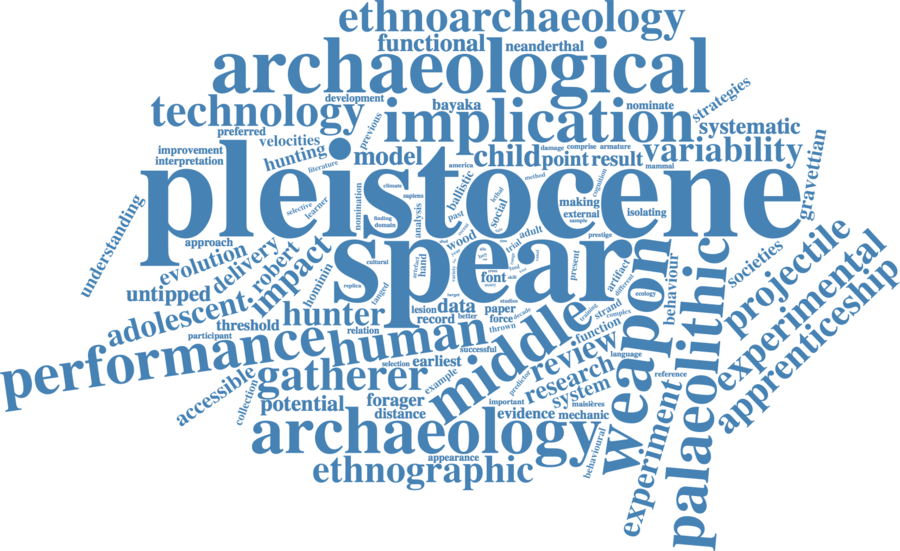 ethnoarchaeology
functional
neanderthal
archaeological
development
technology
bayaka
nominate
strategies
implication
preferred
previous
systematic
velocities
improvement
interpretation
hunting
literature
model
america
child
damage
comprise
armature
point
result
variability
mammal
method
cognition
pleistocene
climate
sapiens
nomination
selective
learner
finding
domain
analysis
ballistic
past
social
lethal
making
external
sample
isolating
gravettian
understanding
approach
prestige
wood
adult
trial
spear
evolution
delivery
robert
impact
hominin
cultural
replica
tanged
artefact
hand
font
present
artifact
different
ecology
behaviour
societies
projectile
untipped
adolescent.
hunter
lesion
data
record
better
target
studies
paper
force
decade
thrown
training
strand
complex
function
weapon
palaeolithic
experimental
apprenticeship
threshold
participant
relation
performance
human
middle
review
language
reference
successful
selection
earliest
example
predictor
research
system
accessible
collection
gatherer
potential
forager
distance
important
maisières
evidence
mechanic
archaeology
experiment
appearance
behavioural
ethnographic